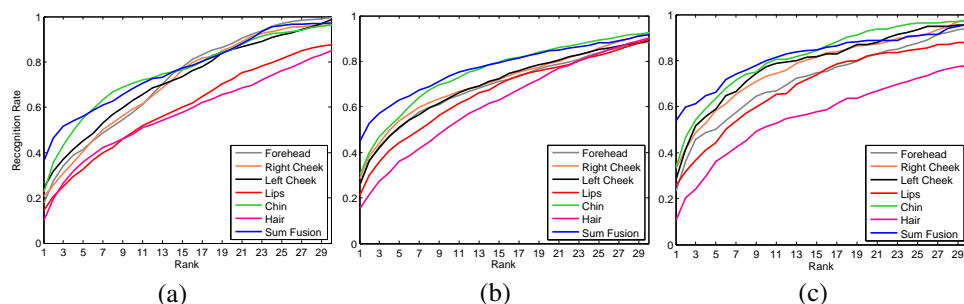 Recognition Rate
1
0.8
0.6
0.4
0.2
0
1 3 5 7 9 11 13 15 17 19 21 23 25 27 29
Rank
Forehead
Right Cheek
Left Cheek
Lips
Chin
Hair
Sum Fusion
(a)
1
0.8
0.6
0.4
0.2
0
1 3 5 7 9 11 13 15 17 19 21 23 25 27 29
Rank
Forehead
Right Cheek
Left Cheek
Lips
Chin
Hair
Sum Fusion
(b)
1
0.8
0.6
0.4
0.2
0
1 3 5 7 9 11 13 15 17 19 21 23 25 27 29
Rank
Forehead
Right Cheek
Left Cheek
Lips
Chin
Hair
Sum Fusion
(c)